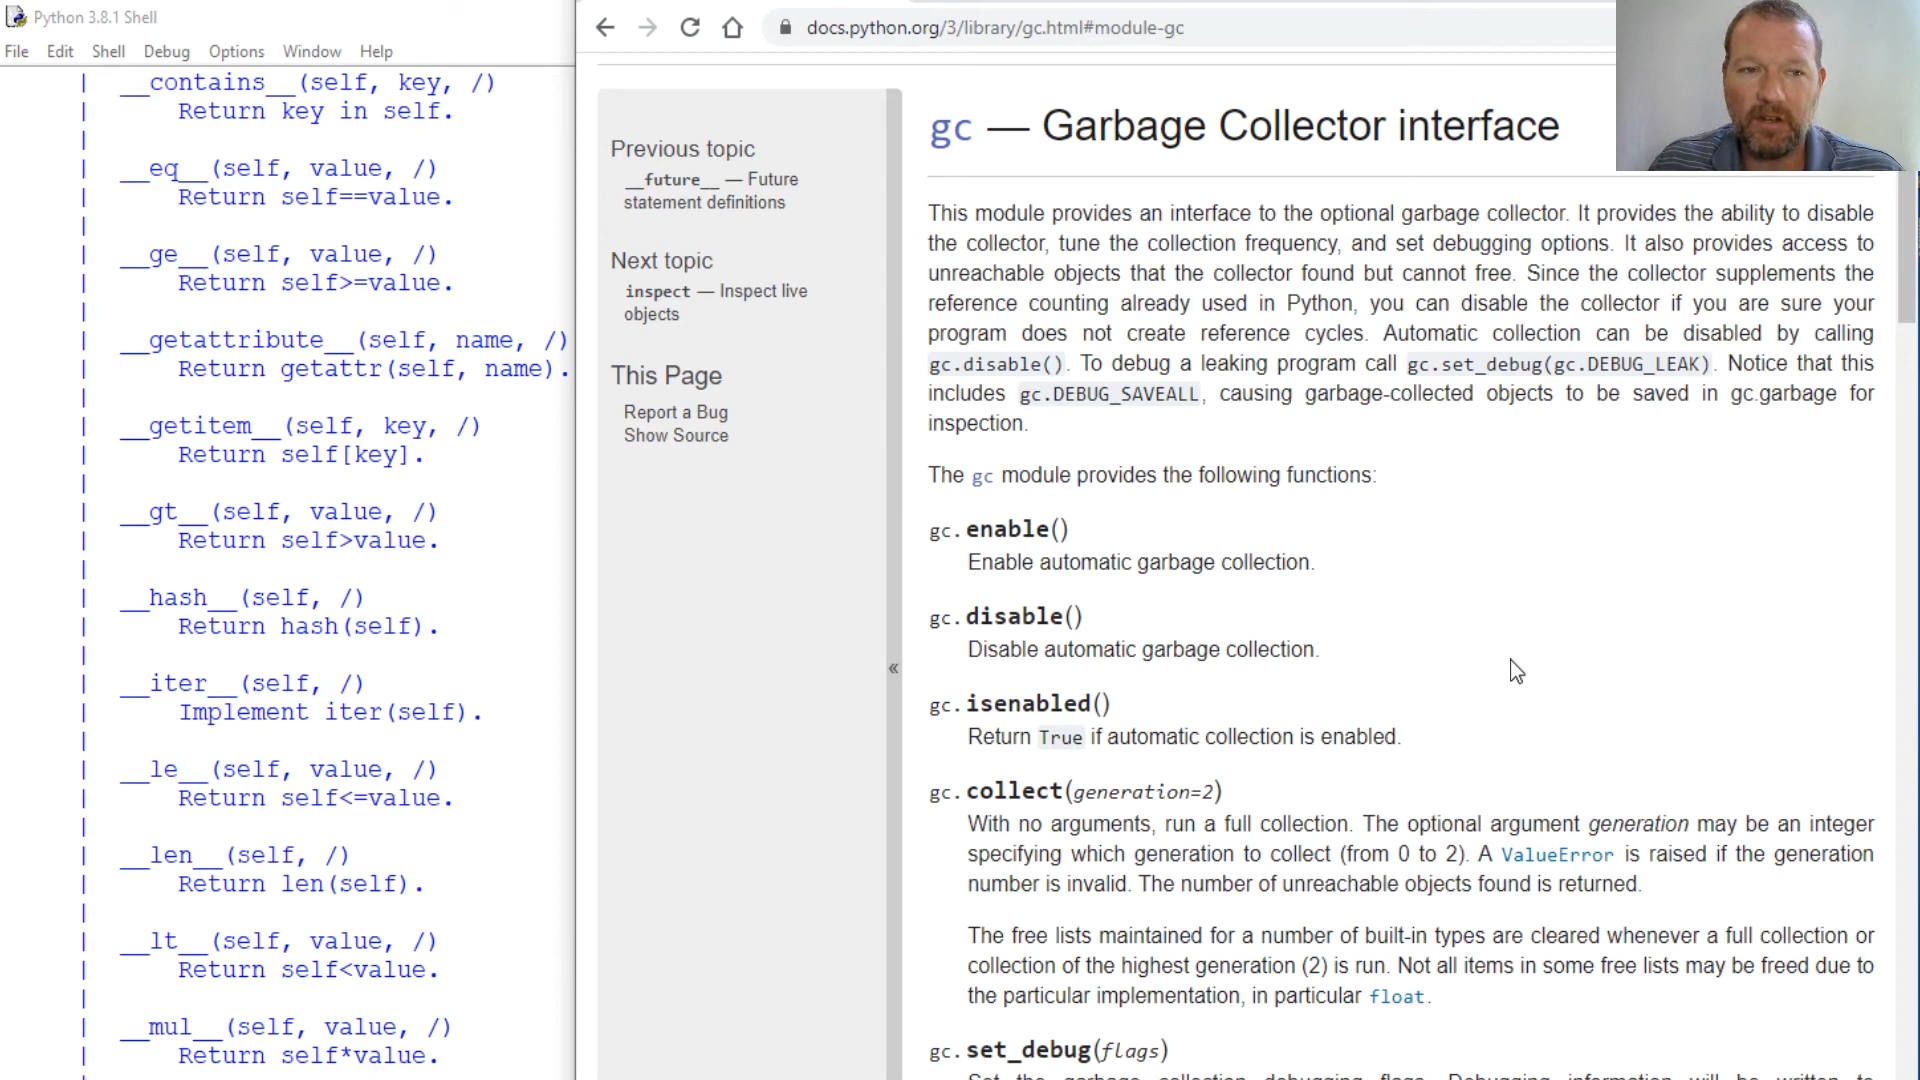 Python 3.8.1 Shell
File Edit Shell Debug Options Window Help
| __contains__(self, key, /)
| Return key in self.
|
| __eq__(self, value, /)
| Return self==value.
|
| __ge__(self, value, /)
| Return self>=value.
|
| __getattribute__(self, name, /)
| Return getattr(self, name).
|
| __getitem__(self, key, /)
| Return self[key].
|
| __gt__(self, value, /)
| Return self>value.
|
| __hash__(self, /)
| Return hash(self).
|
| __iter__(self, /)
| Implement iter(self).
|
| __le__(self, value, /)
| Return self<=value.
|
| __len__(self, /)
| Return len(self).
|
| __lt__(self, value, /)
| Return self<value.
|
| __mul__(self, value, /)
| Return self*value.
docs.python.org/3/library/gc.html#module-gc
Previous topic
__future__ — Future
statement definitions
Next topic
inspect — Inspect live
objects
This Page
Report a Bug
Show Source
«
gc — Garbage Collector interface
This module provides an interface to the optional garbage collector. It provides the ability to disable
the collector, tune the collection frequency, and set debugging options. It also provides access to
unreachable objects that the collector found but cannot free. Since the collector supplements the
reference counting already used in Python, you can disable the collector if you are sure your
program does not create reference cycles. Automatic collection can be disabled by calling
gc.disable(). To debug a leaking program call gc.set_debug(gc.DEBUG_LEAK). Notice that this
includes gc.DEBUG_SAVEALL, causing garbage-collected objects to be saved in gc.garbage for
inspection.
The gc module provides the following functions:
gc.enable()
Enable automatic garbage collection.
gc.disable()
Disable automatic garbage collection.
gc.isenabled()
Return True if automatic collection is enabled.
gc.collect(generation=2)
With no arguments, run a full collection. The optional argument generation may be an integer
specifying which generation to collect (from 0 to 2). A ValueError is raised if the generation
number is invalid. The number of unreachable objects found is returned.
The free lists maintained for a number of built-in types are cleared whenever a full collection or
collection of the highest generation (2) is run. Not all items in some free lists may be freed due to
the particular implementation, in particular float.
gc.set_debug(flags)
Set the garbage collection debugging flags. Debugging information will be written to